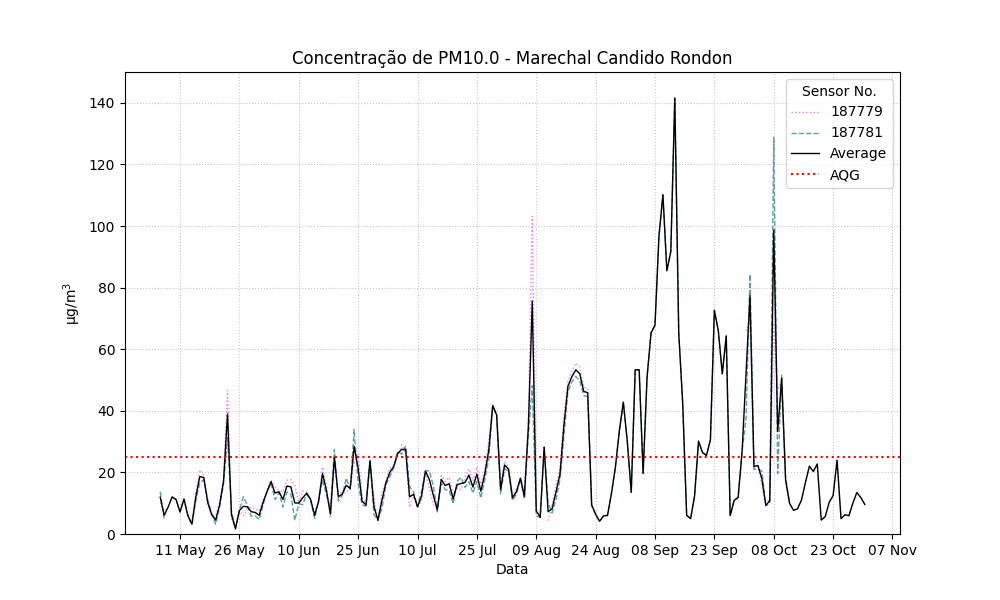 Concentração de PM10.0 - Marechal Candido Rondon
Sensor No.
187779
187781
Average
AQG
140
120
100
80
60
40
20
0
µg/m³
11 May 26 May 10 Jun 25 Jun 10 Jul 25 Jul 09 Aug 24 Aug 08 Sep 23 Sep 08 Oct 23 Oct 07 Nov
Data